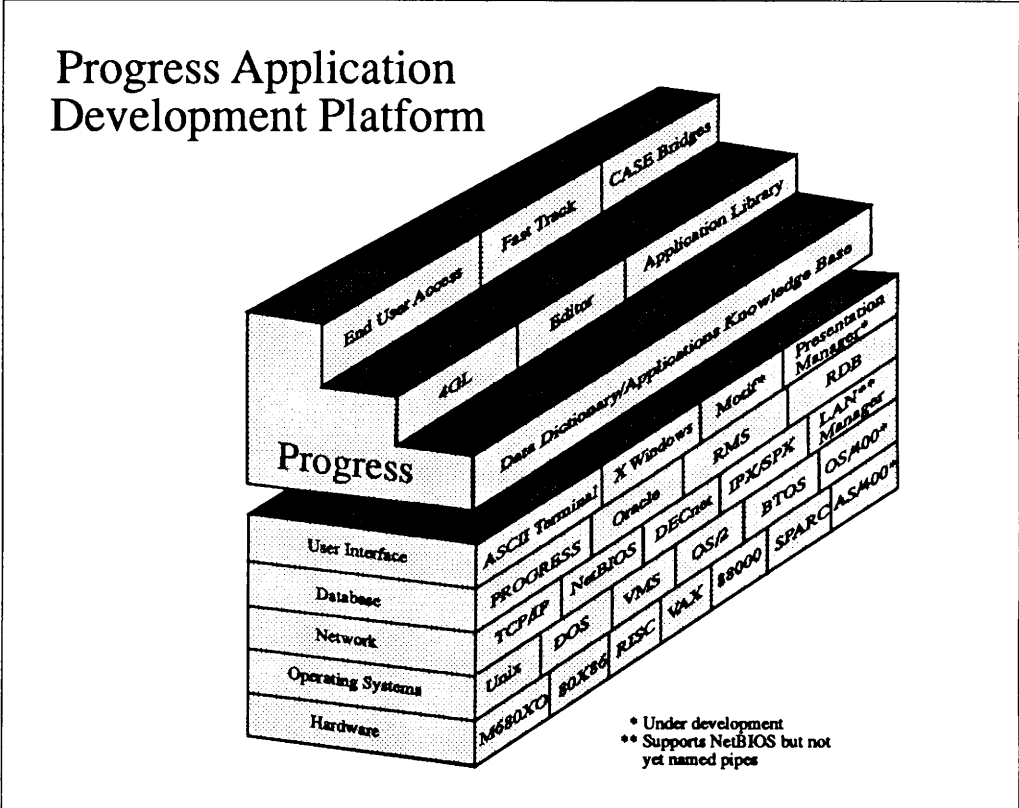 Progress Application
Development Platform
End User Access
Fast Track
CASE Bridges
4GL
Editor
Application Library
Data Dictionary/Applications Knowledge Base
Progress
User Interface
ASCII Terminal
X Windows
Motif*
Presentation
Manager*
Database
PROGRESS
Oracle
RMS
RDB
Network
TCP/IP
NetBIOS
DECnet
IPX/SPX
LAN**
Manager
Operating Systems
Unix
DOS
VMS
OS/2
BTOS
OS/400*
Hardware
M680XO
80X86
RISC
VAX
88000
SPARC
AS/400*
* Under development
** Supports NetBIOS but not
yet named pipes